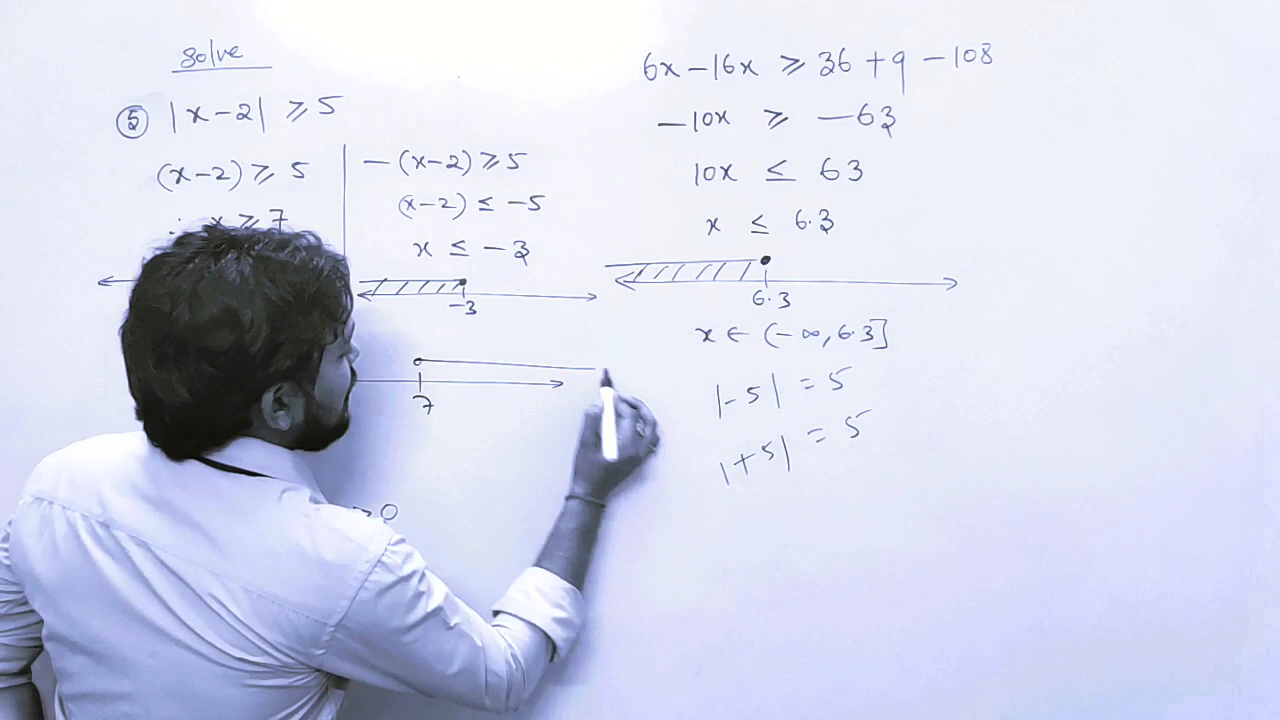 solve
⑤ |x-2| ≥ 5
(x-2) ≥ 5
∴ x ≥ 7
-(x-2) ≥ 5
(x-2) ≤ -5
x ≤ -3
-3
7
> 0
6x - 16x ≥ 36 + 9 - 108
-10x ≥ -63
10x ≤ 63
x ≤ 6.3
6.3
x ∈ (-∞, 6.3]
|-5| = 5
|+5| = 5